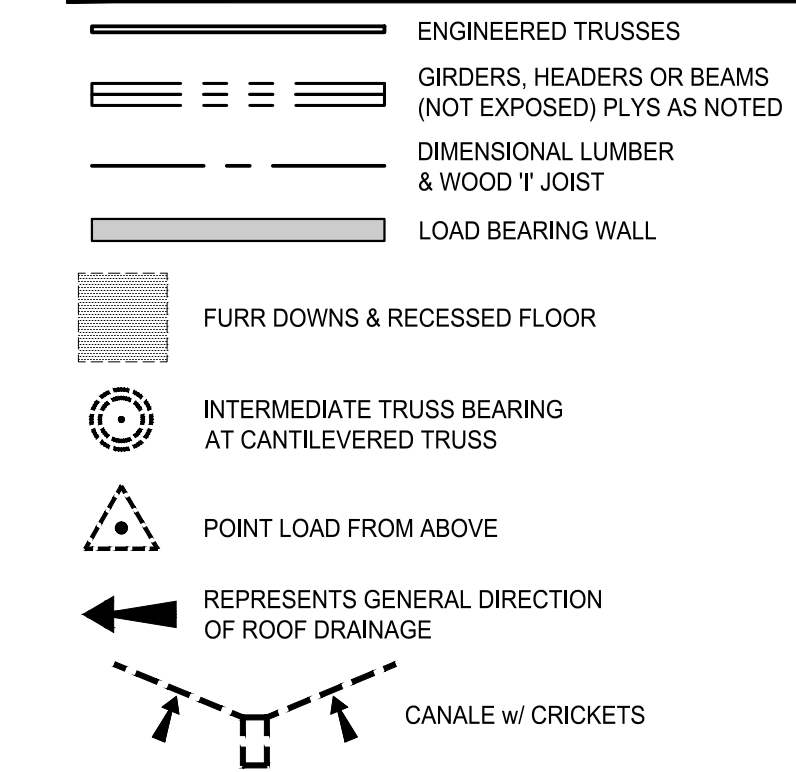 ENGINEERED TRUSSES
GIRDERS, HEADERS OR BEAMS
(NOT EXPOSED) PLYS AS NOTED
DIMENSIONAL LUMBER
& WOOD 'I' JOIST
LOAD BEARING WALL
FURR DOWNS & RECESSED FLOOR
INTERMEDIATE TRUSS BEARING
AT CANTILEVERED TRUSS
POINT LOAD FROM ABOVE
REPRESENTS GENERAL DIRECTION
OF ROOF DRAINAGE
CANALE w/ CRICKETS